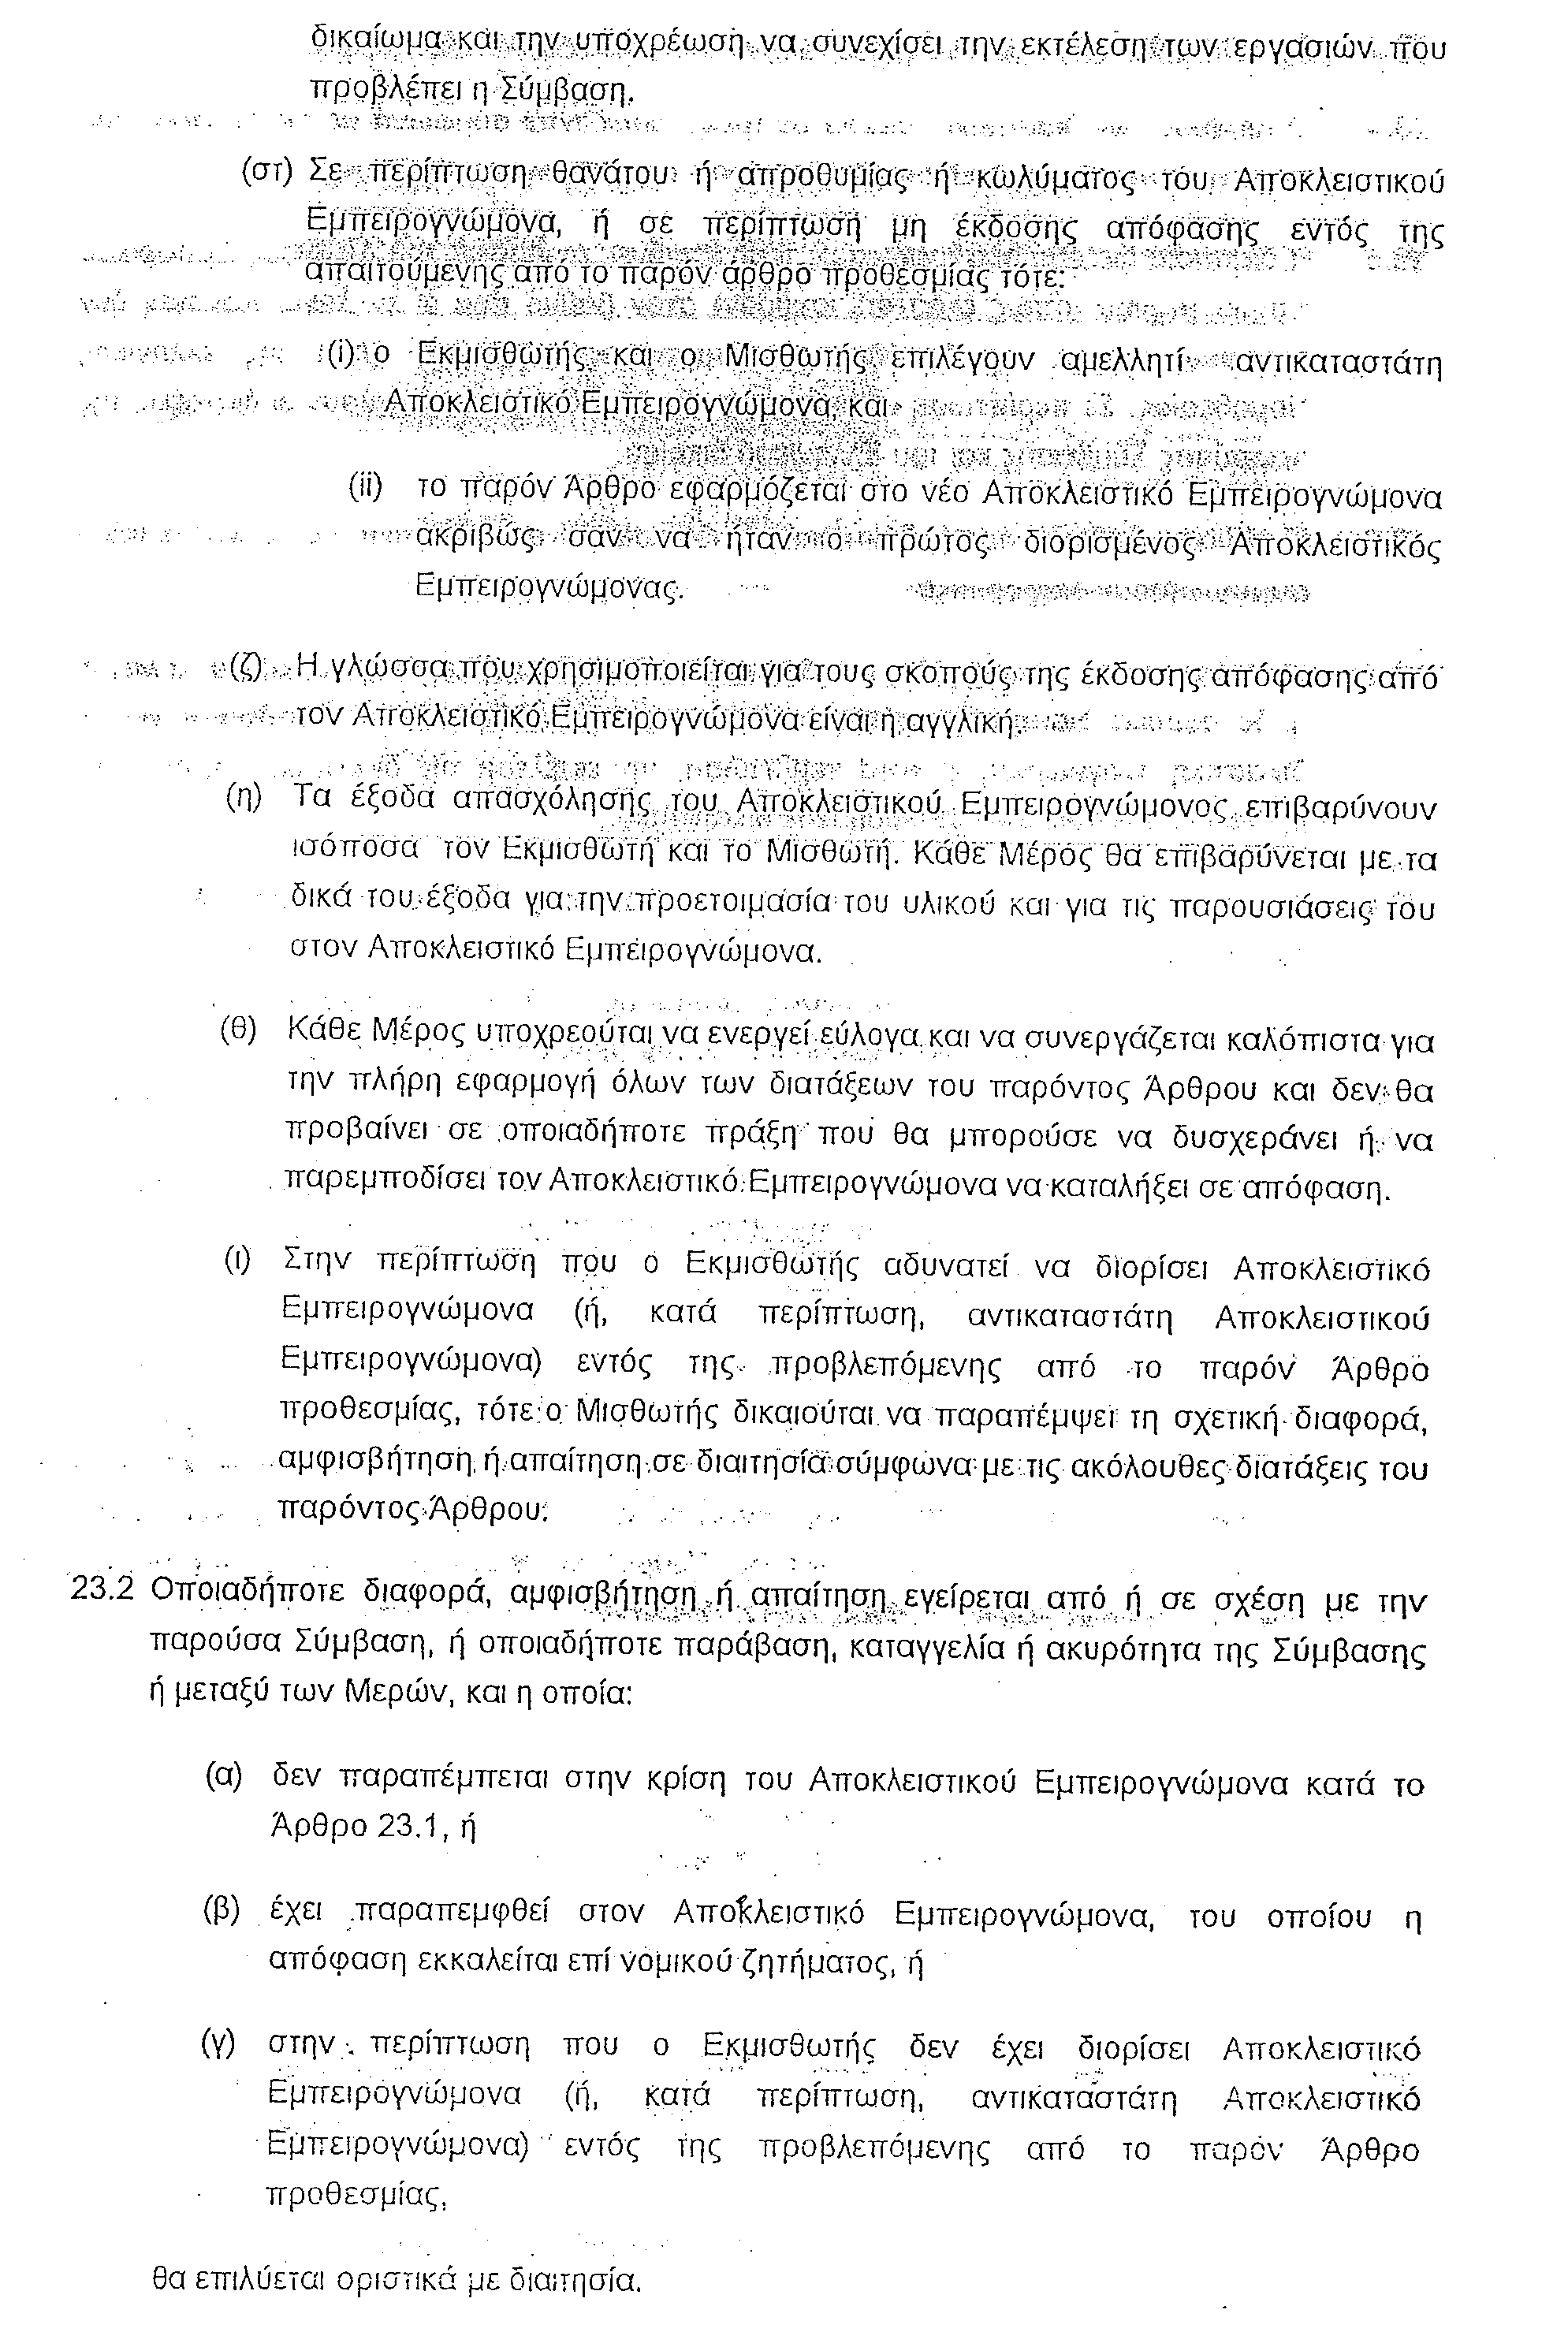 δικαίωμα και την υποχρέωση να συνεχίσει την εκτέλεση των εργασιών που
προβλέπει η Σύμβαση.
(στ) Σε περίπτωση θανάτου ή απροθυμίας ή κωλύματος του Αποκλειστικού
Εμπειρογνώμονα, ή σε περίπτωση μη έκδοσης απόφασης εντός της
απαιτούμενης από το παρόν άρθρο προθεσμίας τότε:
(i) ο Εκμισθωτής και ο Μισθωτής επιλέγουν αμελλητί αντικαταστάτη
Αποκλειστικό Εμπειρογνώμονα, και
(ii) το παρόν Άρθρο εφαρμόζεται στο νέο Αποκλειστικό Εμπειρογνώμονα
ακριβώς σαν να ήταν ο πρώτος διορισμένος Αποκλειστικός
Εμπειρογνώμονας.
(ζ) Η γλώσσα που χρησιμοποιείται για τους σκοπούς της έκδοσης απόφασης από
τον Αποκλειστικό Εμπειρογνώμονα είναι η αγγλική.
(η) Τα έξοδα απασχόλησής του Αποκλειστικού Εμπειρογνώμονος επιβαρύνουν
ισόποσα τον Εκμισθωτή και το Μισθωτή. Κάθε Μέρος θα επιβαρύνεται με τα
δικά του έξοδα για την προετοιμασία του υλικού και για τις παρουσιάσεις του
στον Αποκλειστικό Εμπειρογνώμονα.
(θ) Κάθε Μέρος υποχρεούται να ενεργεί εύλογα και να συνεργάζεται καλόπιστα για
την πλήρη εφαρμογή όλων των διατάξεων του παρόντος Άρθρου και δεν θα
προβαίνει σε οποιαδήποτε πράξη που θα μπορούσε να δυσχεράνει ή να
παρεμποδίσει τον Αποκλειστικό Εμπειρογνώμονα να καταλήξει σε απόφαση.
(ι) Στην περίπτωση που ο Εκμισθωτής αδυνατεί να διορίσει Αποκλειστικό
Εμπειρογνώμονα (ή, κατά περίπτωση, αντικαταστάτη Αποκλειστικού
Εμπειρογνώμονα) εντός της προβλεπόμενης από το παρόν Άρθρο
προθεσμίας, τότε ο Μισθωτής δικαιούται να παραπέμψει τη σχετική διαφορά,
αμφισβήτηση ή απαίτηση σε διαιτησία σύμφωνα με τις ακόλουθες διατάξεις του
παρόντος Άρθρου.
23.2 Οποιαδήποτε διαφορά, αμφισβήτηση ή απαίτηση εγείρεται από ή σε σχέση με την
παρούσα Σύμβαση, ή οποιαδήποτε παράβαση, καταγγελία ή ακυρότητα της Σύμβασης
ή μεταξύ των Μερών, και η οποία:
(α) δεν παραπέμπεται στην κρίση του Αποκλειστικού Εμπειρογνώμονα κατά το
Άρθρο 23.1, ή
(β) έχει παραπεμφθεί στον Αποκλειστικό Εμπειρογνώμονα, του οποίου η
απόφαση εκκαλείται επί νομικού ζητήματος, ή
(γ) στην περίπτωση που ο Εκμισθωτής δεν έχει διορίσει Αποκλειστικό
Εμπειρογνώμονα (ή, κατά περίπτωση, αντικαταστάτη Αποκλειστικό
Εμπειρογνώμονα) εντός της προβλεπόμενης από το παρόν Άρθρο
προθεσμίας,
θα επιλύεται οριστικά με διαιτησία.